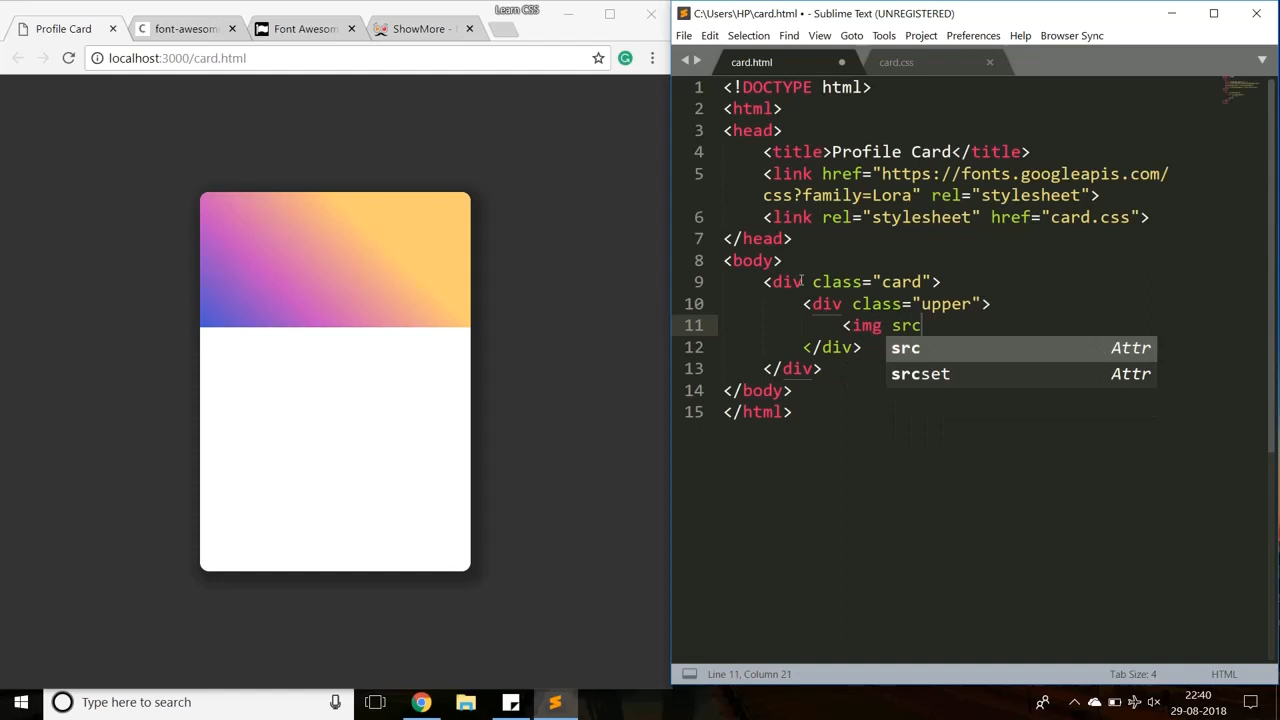 Learn CSS
Profile Card
font-awesom
Font Awesom
ShowMore -
localhost:3000/card.html
C:\Users\HP\card.html • - Sublime Text (UNREGISTERED)
File Edit Selection Find View Goto Tools Project Preferences Help Browser Sync
card.html
card.css
1 <!DOCTYPE html>
2 <html>
3 <head>
4 <title>Profile Card</title>
5 <link href="https://fonts.googleapis.com/
css?family=Lora" rel="stylesheet">
6 <link rel="stylesheet" href="card.css">
7 </head>
8 <body>
9 <div class="card">
10 <div class="upper">
11 <img src
12 </div>
src Attr
13 </div>
srcset Attr
14 </body>
15 </html>
Line 11, Column 21
Tab Size: 4
HTML
Type here to search
22:40
29-08-2018